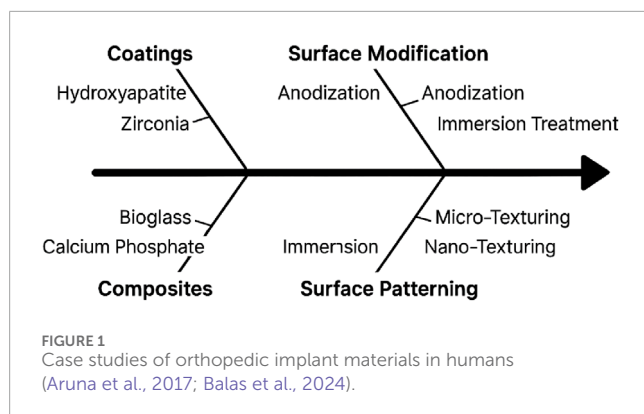 Coatings
Surface Modification
Hydroxyapatite
Zirconia
Anodization
Anodization
Immersion Treatment
Bioglass
Calcium Phosphate
Immersion
Micro-Texturing
Nano-Texturing
Composites
Surface Patterning
FIGURE 1
Case studies of orthopedic implant materials in humans
(Aruna et al., 2017; Balas et al., 2024).